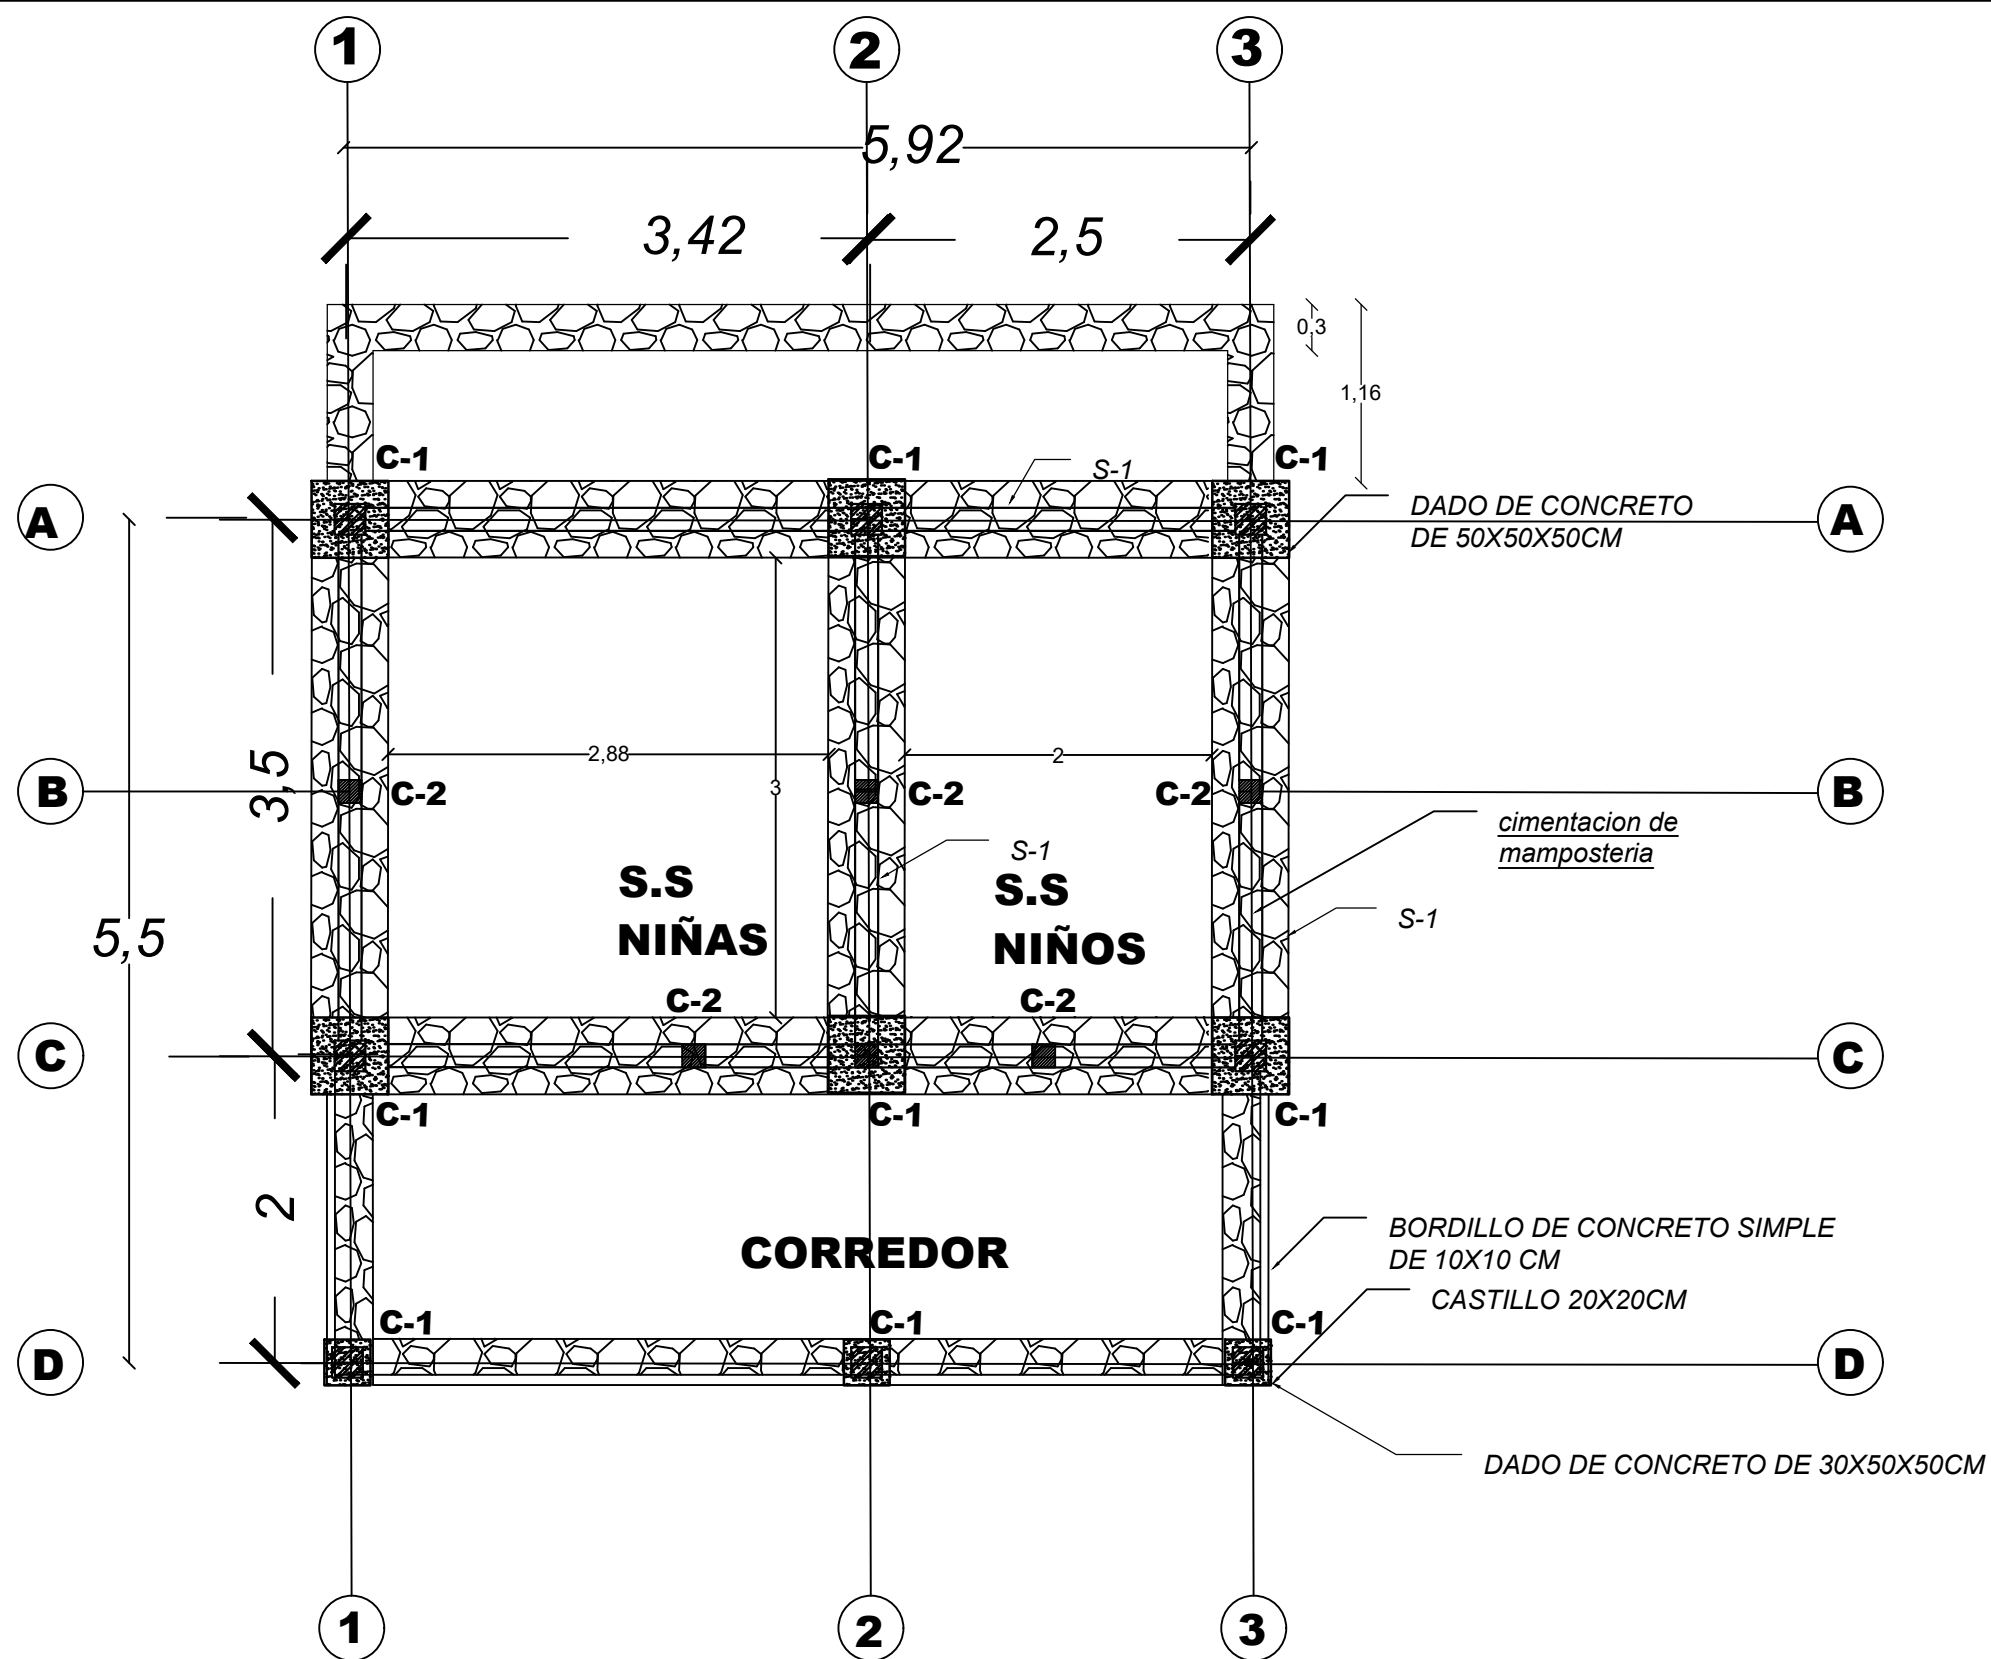 1 2 3
5,92
3,42 2,5
0,3
1,16
C-1 C-1 C-1
S-1
A A
DADO DE CONCRETO
DE 50X50X50CM
3,5
2,88 2
3
B B
C-2 C-2 C-2
cimentacion de
mamposteria
S-1
S.S
NIÑAS
S.S
NIÑOS
S-1
5,5
C-2 C-2
C C
C-1 C-1 C-1
2
BORDILLO DE CONCRETO SIMPLE
DE 10X10 CM
CORREDOR
CASTILLO 20X20CM
C-1 C-1 C-1
D D
DADO DE CONCRETO DE 30X50X50CM
1 2 3